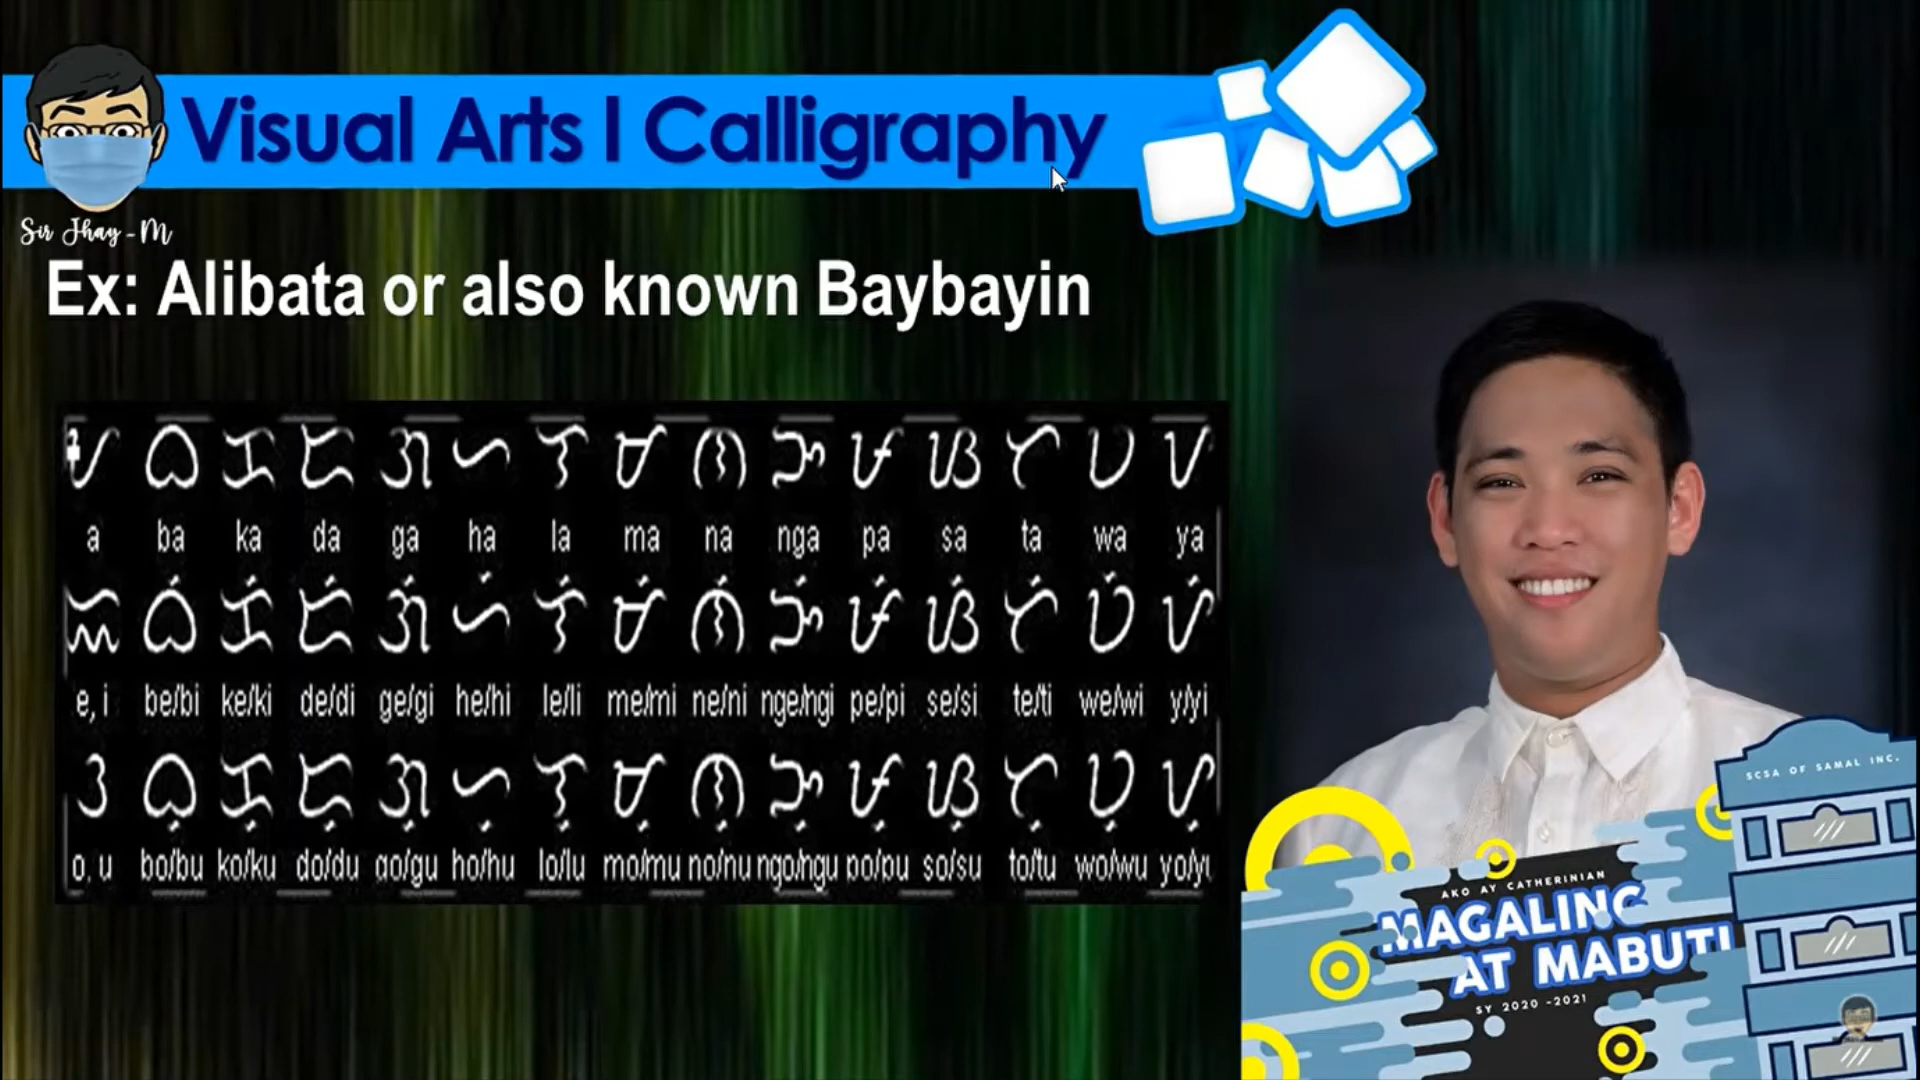 Visual Arts | Calligraphy
Sir Jhay-M
Ex: Alibata or also known Baybayin
ᜀ ᜊ ᜃ ᜇ ᜄ ᜑ ᜎ ᜋ ᜈ ᜅ ᜉ ᜐ ᜆ ᜏ ᜌ
a ba ka da ga ha la ma na nga pa sa ta wa ya
ᜁ ᜊᜒ ᜃᜒ ᜇᜒ ᜄᜒ ᜑᜒ ᜎᜒ ᜋᜒ ᜈᜒ ᜅᜒ ᜉᜒ ᜐᜒ ᜆᜒ ᜏᜒ ᜌᜒ
e, i be/bi ke/ki de/di ge/gi he/hi le/li me/mi ne/ni nge/ngi pe/pi se/si te/ti we/wi y/yi
ᜂ ᜊᜓ ᜃᜓ ᜇᜓ ᜄᜓ ᜑᜓ ᜎᜓ ᜋᜓ ᜈᜓ ᜅᜓ ᜉᜓ ᜐᜓ ᜆᜓ ᜏᜓ ᜌᜓ
o, u bo/bu ko/ku do/du go/gu ho/hu lo/lu mo/mu no/nu ngo/ngu po/pu so/su to/tu wo/wu
SCSA OF SAMAL INC.
AKO AY CATHERINIAN
MAGALING
AT MABUTI
SY 2020 -2021